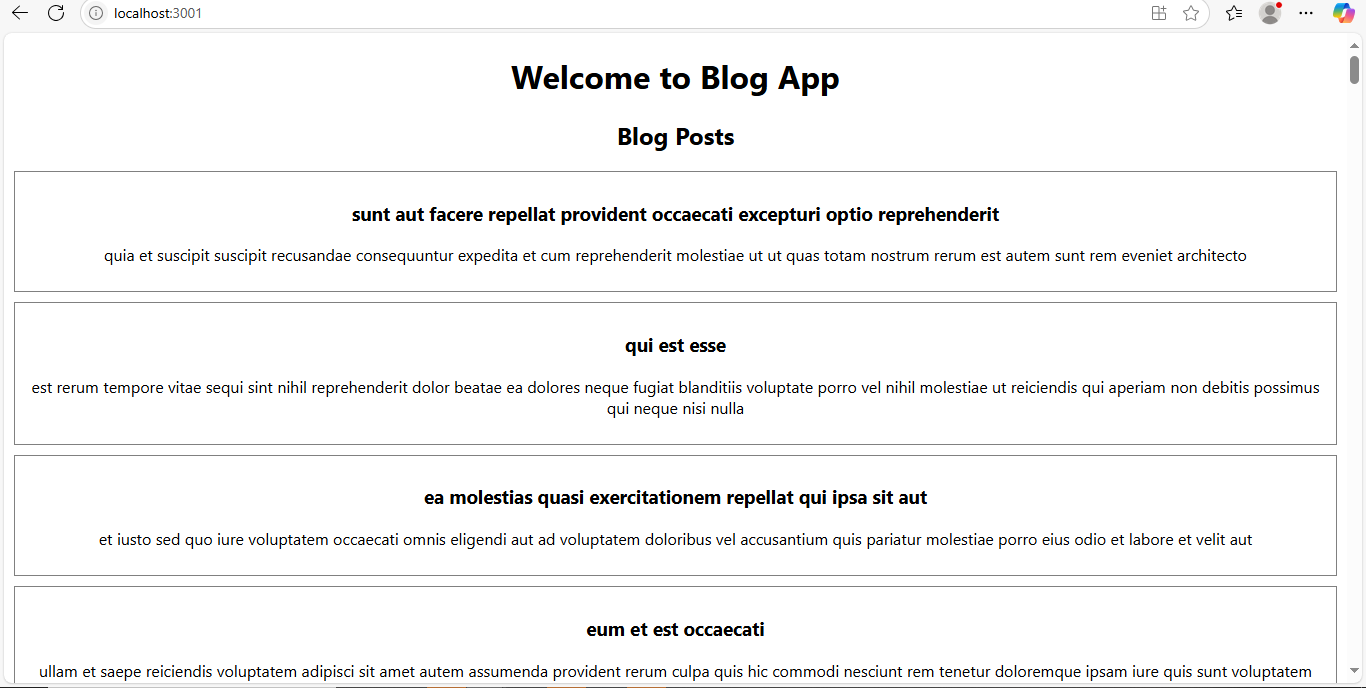 localhost:3001
Welcome to Blog App
Blog Posts
sunt aut facere repellat provident occaecati excepturi optio reprehenderit
quia et suscipit suscipit recusandae consequuntur expedita et cum reprehenderit molestiae ut ut quas totam nostrum rerum est autem sunt rem eveniet architecto
qui est esse
est rerum tempore vitae sequi sint nihil reprehenderit dolor beatae ea dolores neque fugiat blanditiis voluptate porro vel nihil molestiae ut reiciendis qui aperiam non debitis possimus
qui neque nisi nulla
ea molestias quasi exercitationem repellat qui ipsa sit aut
et iusto sed quo iure voluptatem occaecati omnis eligendi aut ad voluptatem doloribus vel accusantium quis pariatur molestiae porro eius odio et labore et velit aut
eum et est occaecati
ullam et saepe reiciendis voluptatem adipisci sit amet autem assumenda provident rerum culpa quis hic commodi nesciunt rem tenetur doloremque ipsam iure quis sunt voluptatem